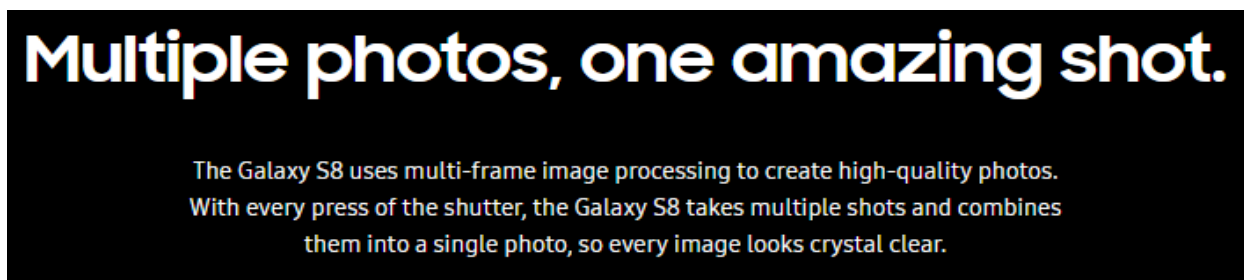 Multiple photos, one amazing shot.
The Galaxy S8 uses multi-frame image processing to create high-quality photos.
With every press of the shutter, the Galaxy S8 takes multiple shots and combines
them into a single photo, so every image looks crystal clear.